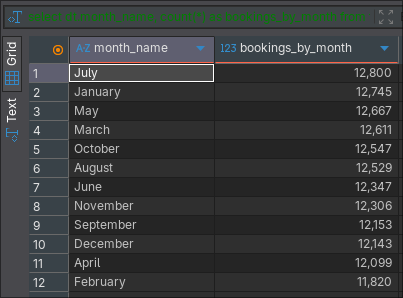 month_name, count(*) as bookings_by_month from
Grid
Text
AZ month_name
123 bookings_by_month
1 July 12,800
2 January 12,745
3 May 12,667
4 March 12,611
5 October 12,547
6 August 12,529
7 June 12,347
8 November 12,306
9 September 12,153
10 December 12,143
11 April 12,099
12 February 11,820